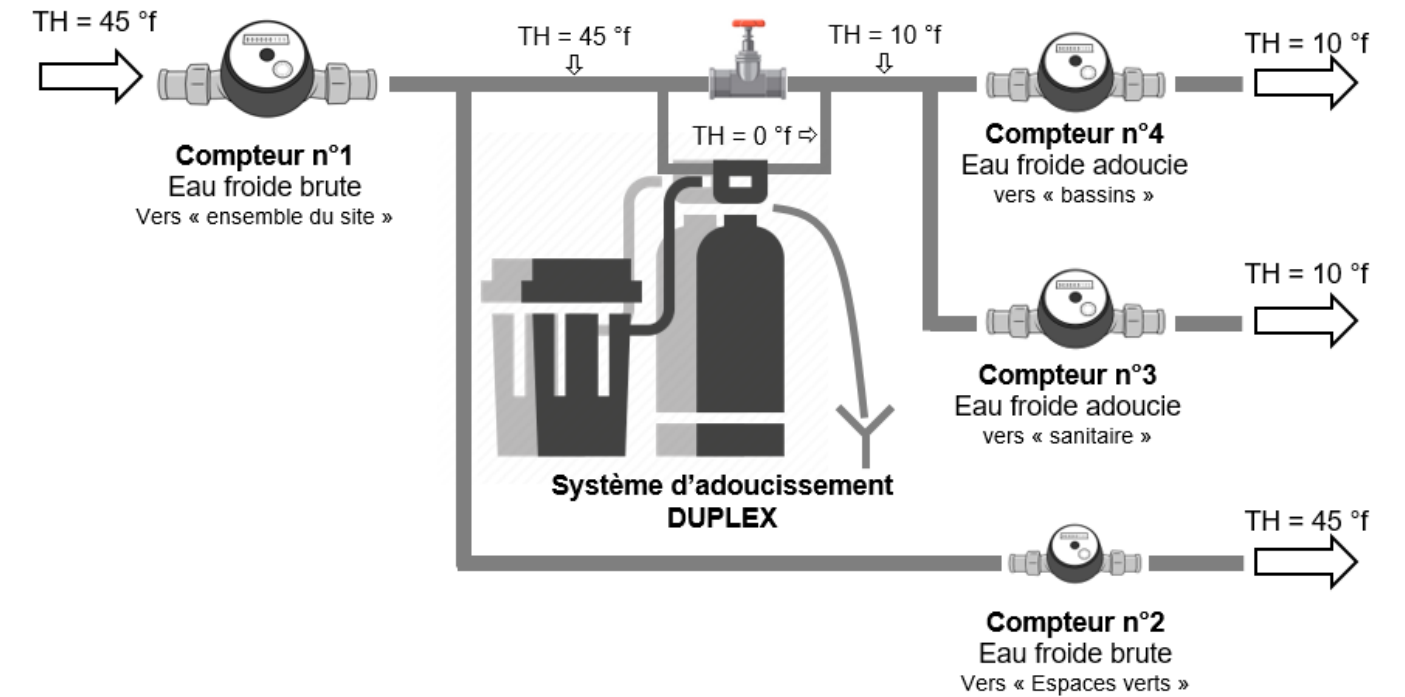 TH = 45 °f
TH = 45 °f
TH = 10 °f
TH = 10 °f
TH = 0 °f
Compteur n°1
Eau froide brute
Vers « ensemble du site »
Compteur n°4
Eau froide adoucie
vers « bassins »
TH = 10 °f
Compteur n°3
Eau froide adoucie
vers « sanitaire »
Système d’adoucissement
DUPLEX
TH = 45 °f
Compteur n°2
Eau froide brute
Vers « Espaces verts »